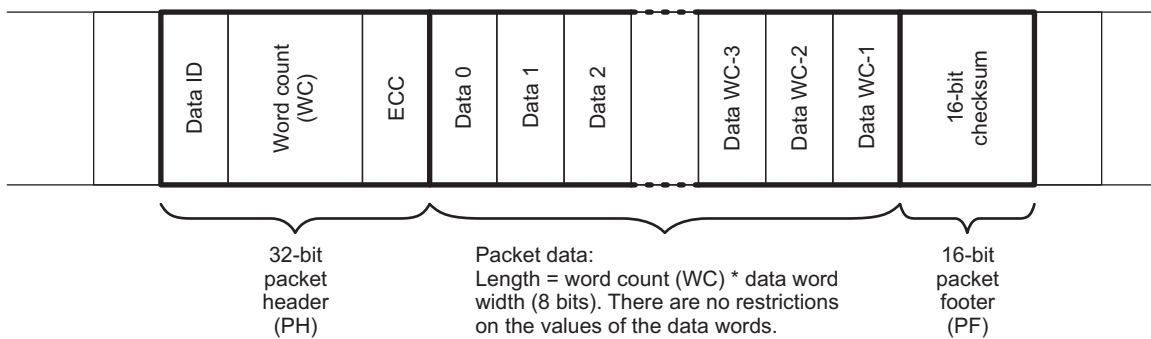 Data ID
Word count
(WC)
ECC
Data 0
Data 1
Data 2
Data WC-3
Data WC-2
Data WC-1
16-bit
checksum
32-bit
packet
header
(PH)
Packet data:
Length = word count (WC) * data word
width (8 bits). There are no restrictions
on the values of the data words.
16-bit
packet
footer
(PF)